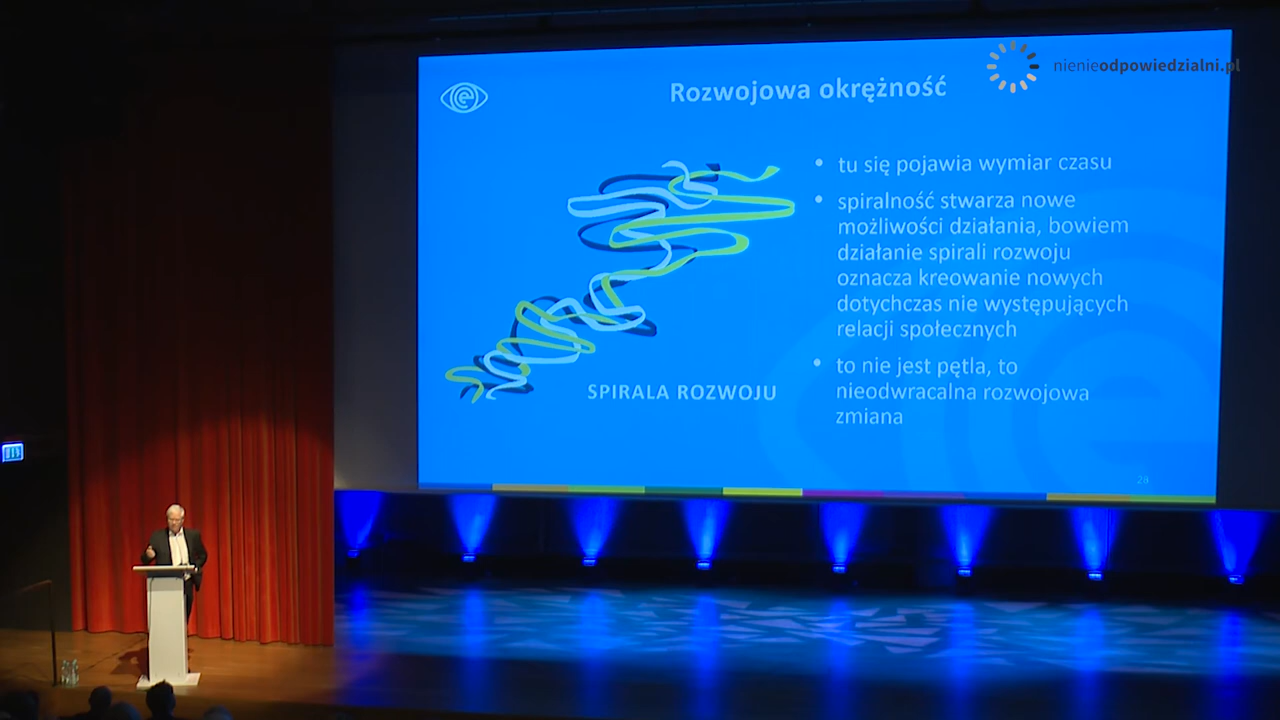 nienieodpowiedzialni.pl
Rozwojowa okrężność
• tu się pojawia wymiar czasu
• spiralność stwarza nowe
możliwości działania, bowiem
działanie spirali rozwoju
oznacza kreowanie nowych
dotychczas nie występujących
relacji społecznych
• to nie jest pętla, to
nieodwracalna rozwojowa
zmiana
SPIRALA ROZWOJU
28